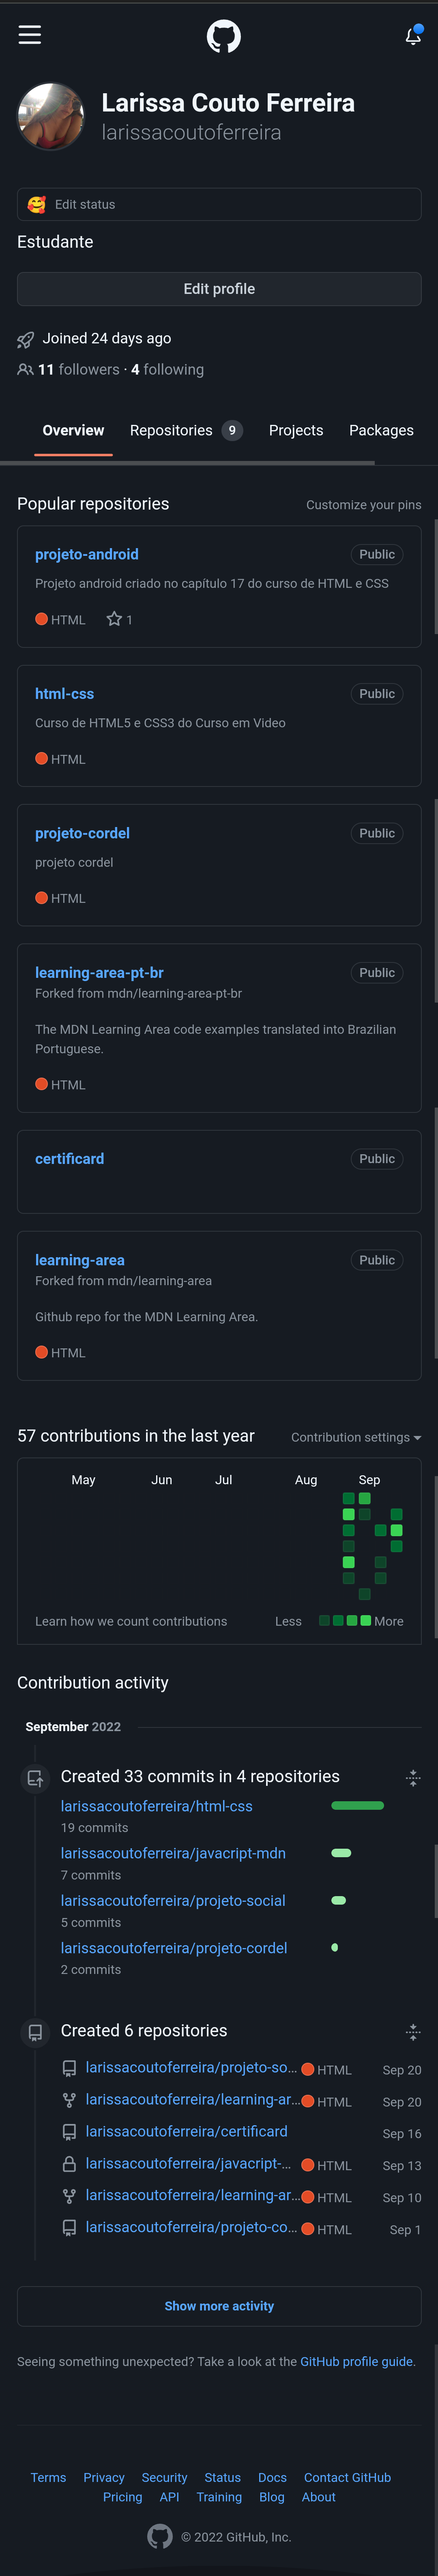 Larissa Couto Ferreira
larissacoutoferreira
🥰 Edit status
Estudante
Edit profile
Joined 24 days ago
11 followers · 4 following
Overview Repositories 9 Projects Packages
Popular repositories Customize your pins
projeto-android Public
Projeto android criado no capítulo 17 do curso de HTML e CSS
HTML 1
html-css Public
Curso de HTML5 e CSS3 do Curso em Video
HTML
projeto-cordel Public
projeto cordel
HTML
learning-area-pt-br Public
Forked from mdn/learning-area-pt-br
The MDN Learning Area code examples translated into Brazilian
Portuguese.
HTML
certificard Public
learning-area Public
Forked from mdn/learning-area
Github repo for the MDN Learning Area.
HTML
57 contributions in the last year Contribution settings
May Jun Jul Aug Sep
Learn how we count contributions Less More
Contribution activity
September 2022
Created 33 commits in 4 repositories
larissacoutoferreira/html-css
19 commits
larissacoutoferreira/javacript-mdn
7 commits
larissacoutoferreira/projeto-social
5 commits
larissacoutoferreira/projeto-cordel
2 commits
Created 6 repositories
larissacoutoferreira/projeto-so... HTML Sep 20
larissacoutoferreira/learning-ar... HTML Sep 20
larissacoutoferreira/certificard Sep 16
larissacoutoferreira/javacript-... HTML Sep 13
larissacoutoferreira/learning-ar... HTML Sep 10
larissacoutoferreira/projeto-co... HTML Sep 1
Show more activity
Seeing something unexpected? Take a look at the GitHub profile guide.
Terms Privacy Security Status Docs Contact GitHub
Pricing API Training Blog About
© 2022 GitHub, Inc.